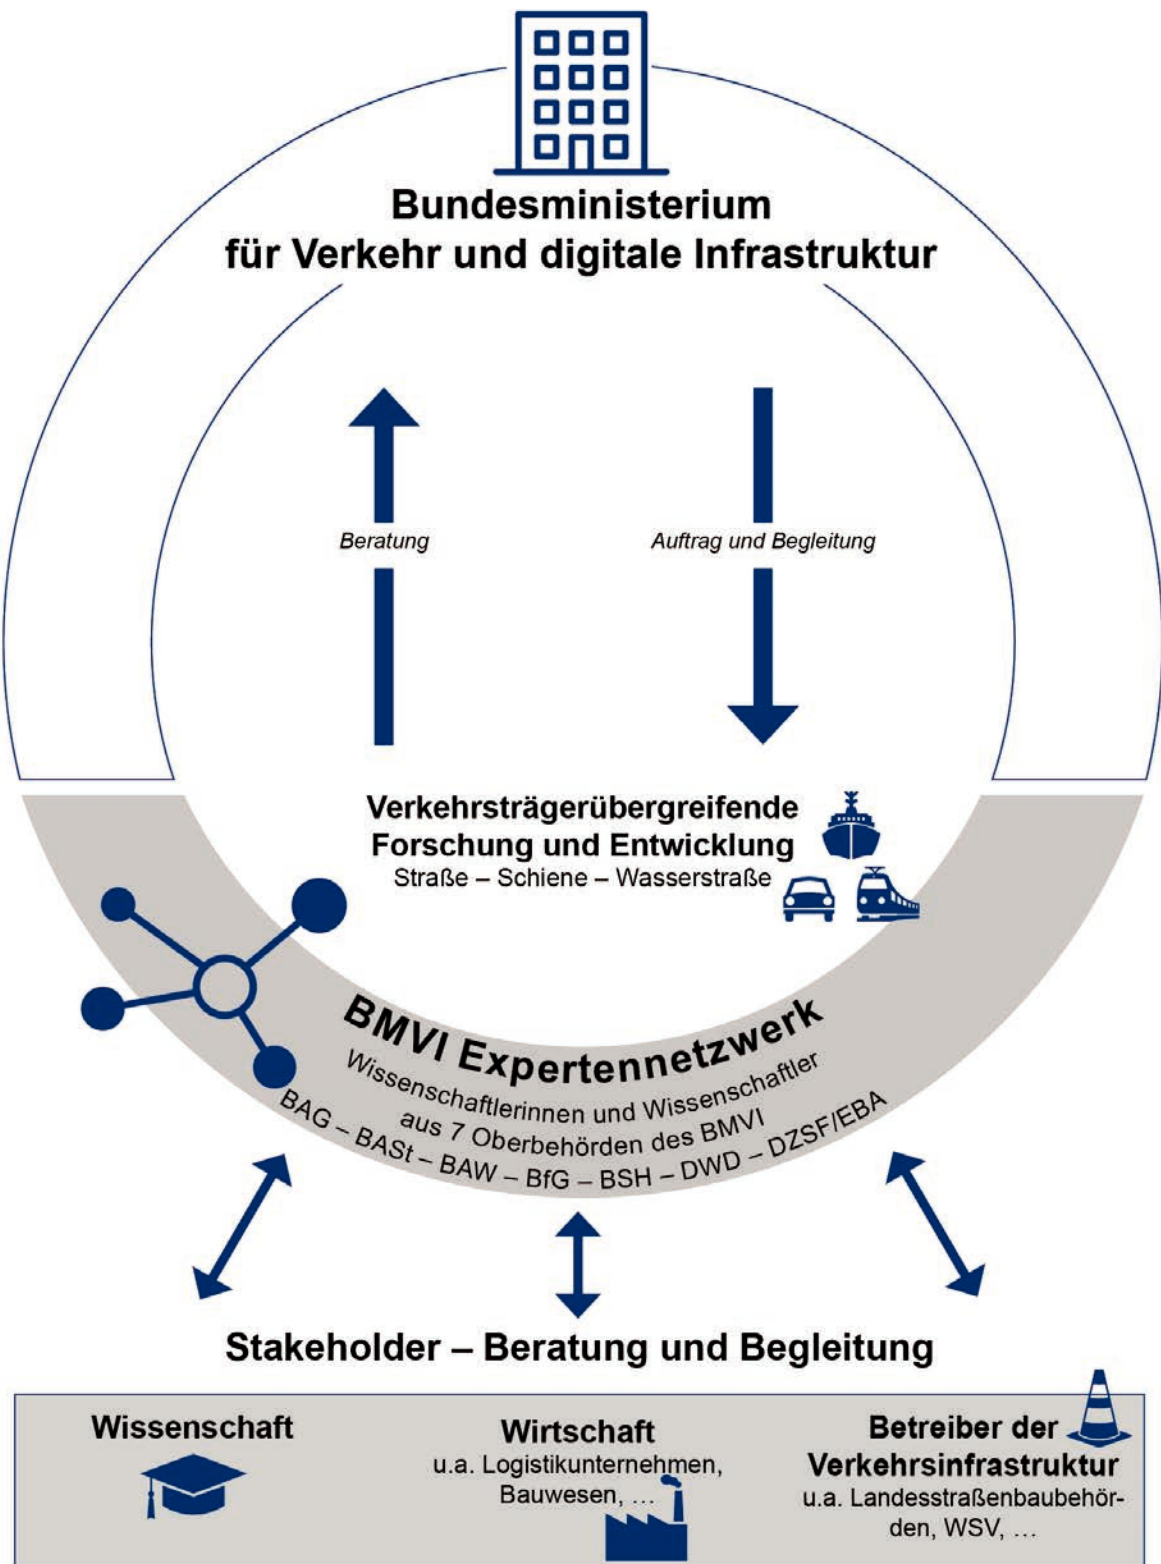 Bundesministerium
für Verkehr und digitale Infrastruktur
Beratung
Auftrag und Begleitung
Verkehrsträgerübergreifende
Forschung und Entwicklung
Straße – Schiene – Wasserstraße
BMVI Expertennetzwerk
Wissenschaftlerinnen und Wissenschaftler
aus 7 Oberbehörden des BMVI
BAG – BASt – BAW – BfG – BSH – DWD – DZSF/EBA
Stakeholder – Beratung und Begleitung
Wissenschaft
Wirtschaft
u.a. Logistikunternehmen,
Bauwesen, …
Betreiber der
Verkehrsinfrastruktur
u.a. Landesstraßenbaubehör-
den, WSV, …